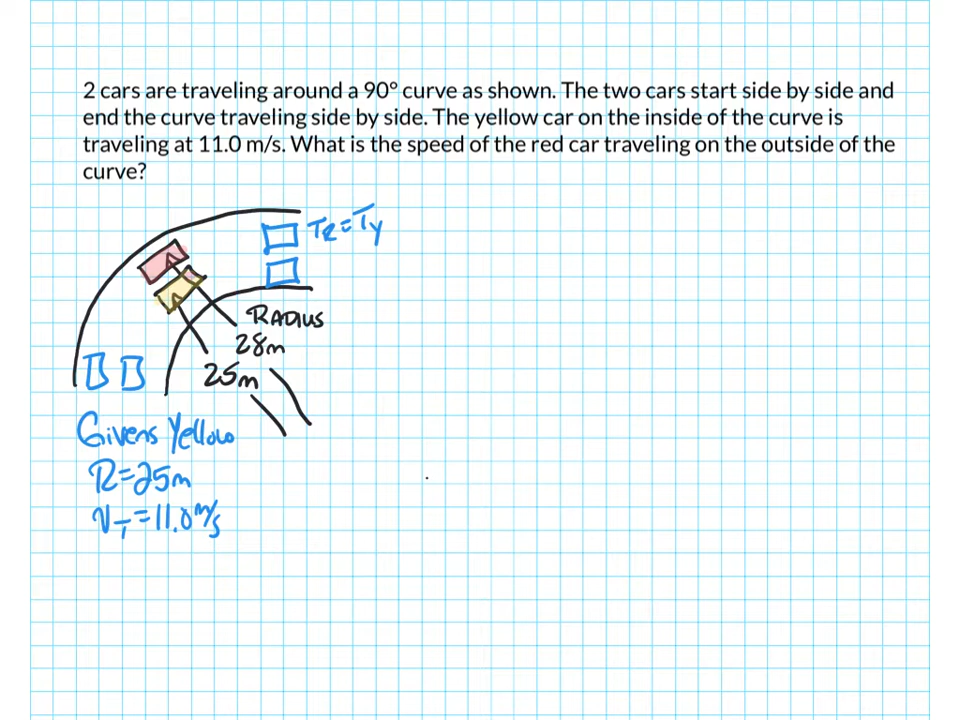 2 cars are traveling around a 90° curve as shown. The two cars start side by side and
end the curve traveling side by side. The yellow car on the inside of the curve is
traveling at 11.0 m/s. What is the speed of the red car traveling on the outside of the
curve?
TR=TY
RADIUS
28m
25m
Givens Yellow
R=25m
VT=11.0m/s